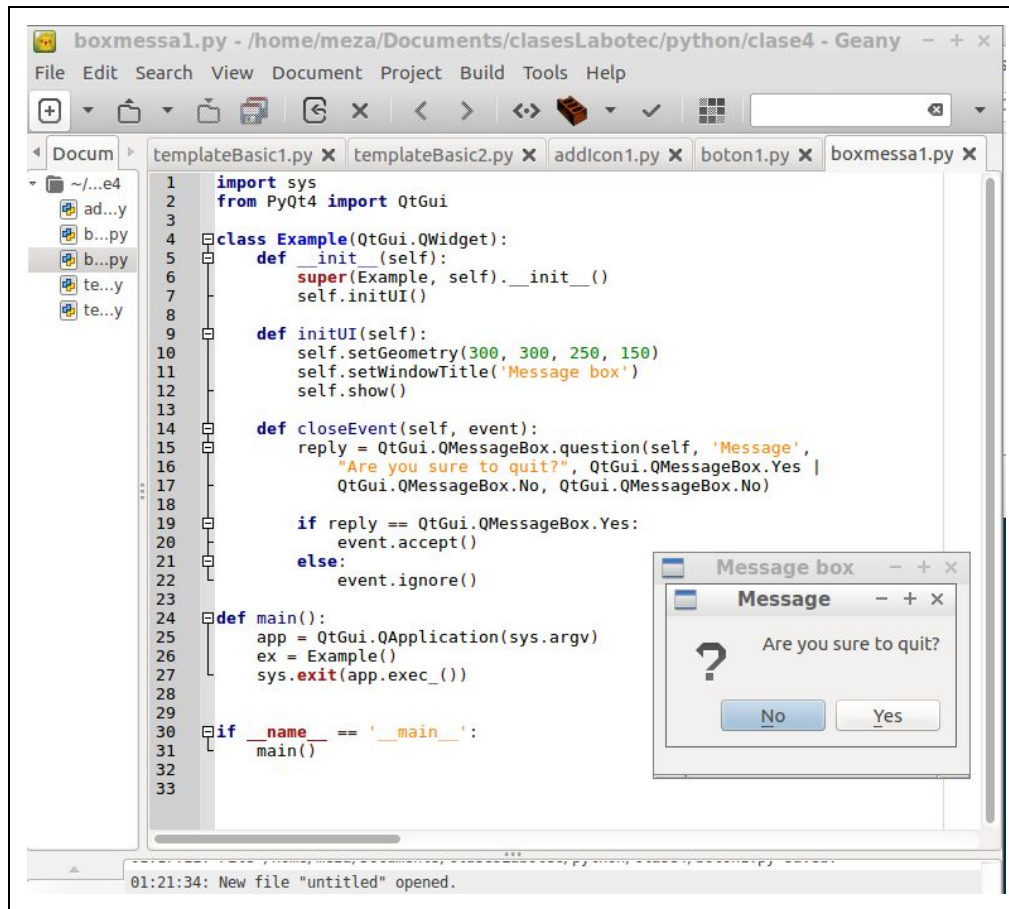 boxmessa1.py - /home/meza/Documents/clasesLabotec/python/clase4 - Geany
File Edit Search View Document Project Build Tools Help
Docum
templateBasic1.py templateBasic2.py addIcon1.py boton1.py boxmessa1.py
~/...e4
ad...y
b...py
b...py
te...y
te...y
1 import sys
2 from PyQt4 import QtGui
3
4 class Example(QtGui.QWidget):
5 def __init__(self):
6 super(Example, self).__init__()
7 self.initUI()
8
9 def initUI(self):
10 self.setGeometry(300, 300, 250, 150)
11 self.setWindowTitle('Message box')
12 self.show()
13
14 def closeEvent(self, event):
15 reply = QtGui.QMessageBox.question(self, 'Message',
16 "Are you sure to quit?", QtGui.QMessageBox.Yes |
17 QtGui.QMessageBox.No, QtGui.QMessageBox.No)
18
19 if reply == QtGui.QMessageBox.Yes:
20 event.accept()
21 else:
22 event.ignore()
23
24 def main():
25 app = QtGui.QApplication(sys.argv)
26 ex = Example()
27 sys.exit(app.exec_())
28
29
30 if __name__ == '__main__':
31 main()
32
33
Message box
Message
Are you sure to quit?
No Yes
01:21:34: New file "untitled" opened.